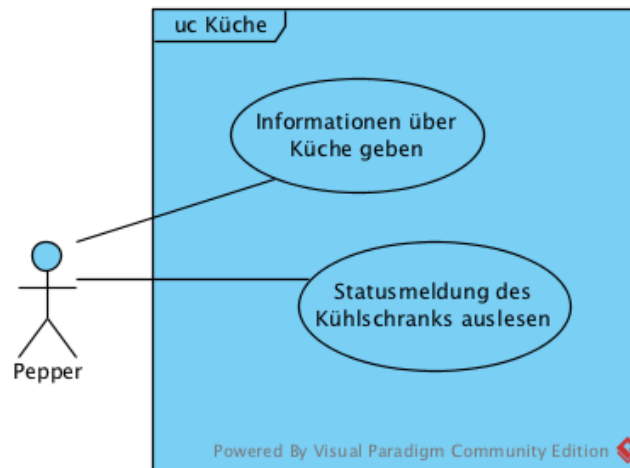 uc Küche
Informationen über
Küche geben
Statusmeldung des
Kühlschranks auslesen
Pepper
Powered By Visual Paradigm Community Edition